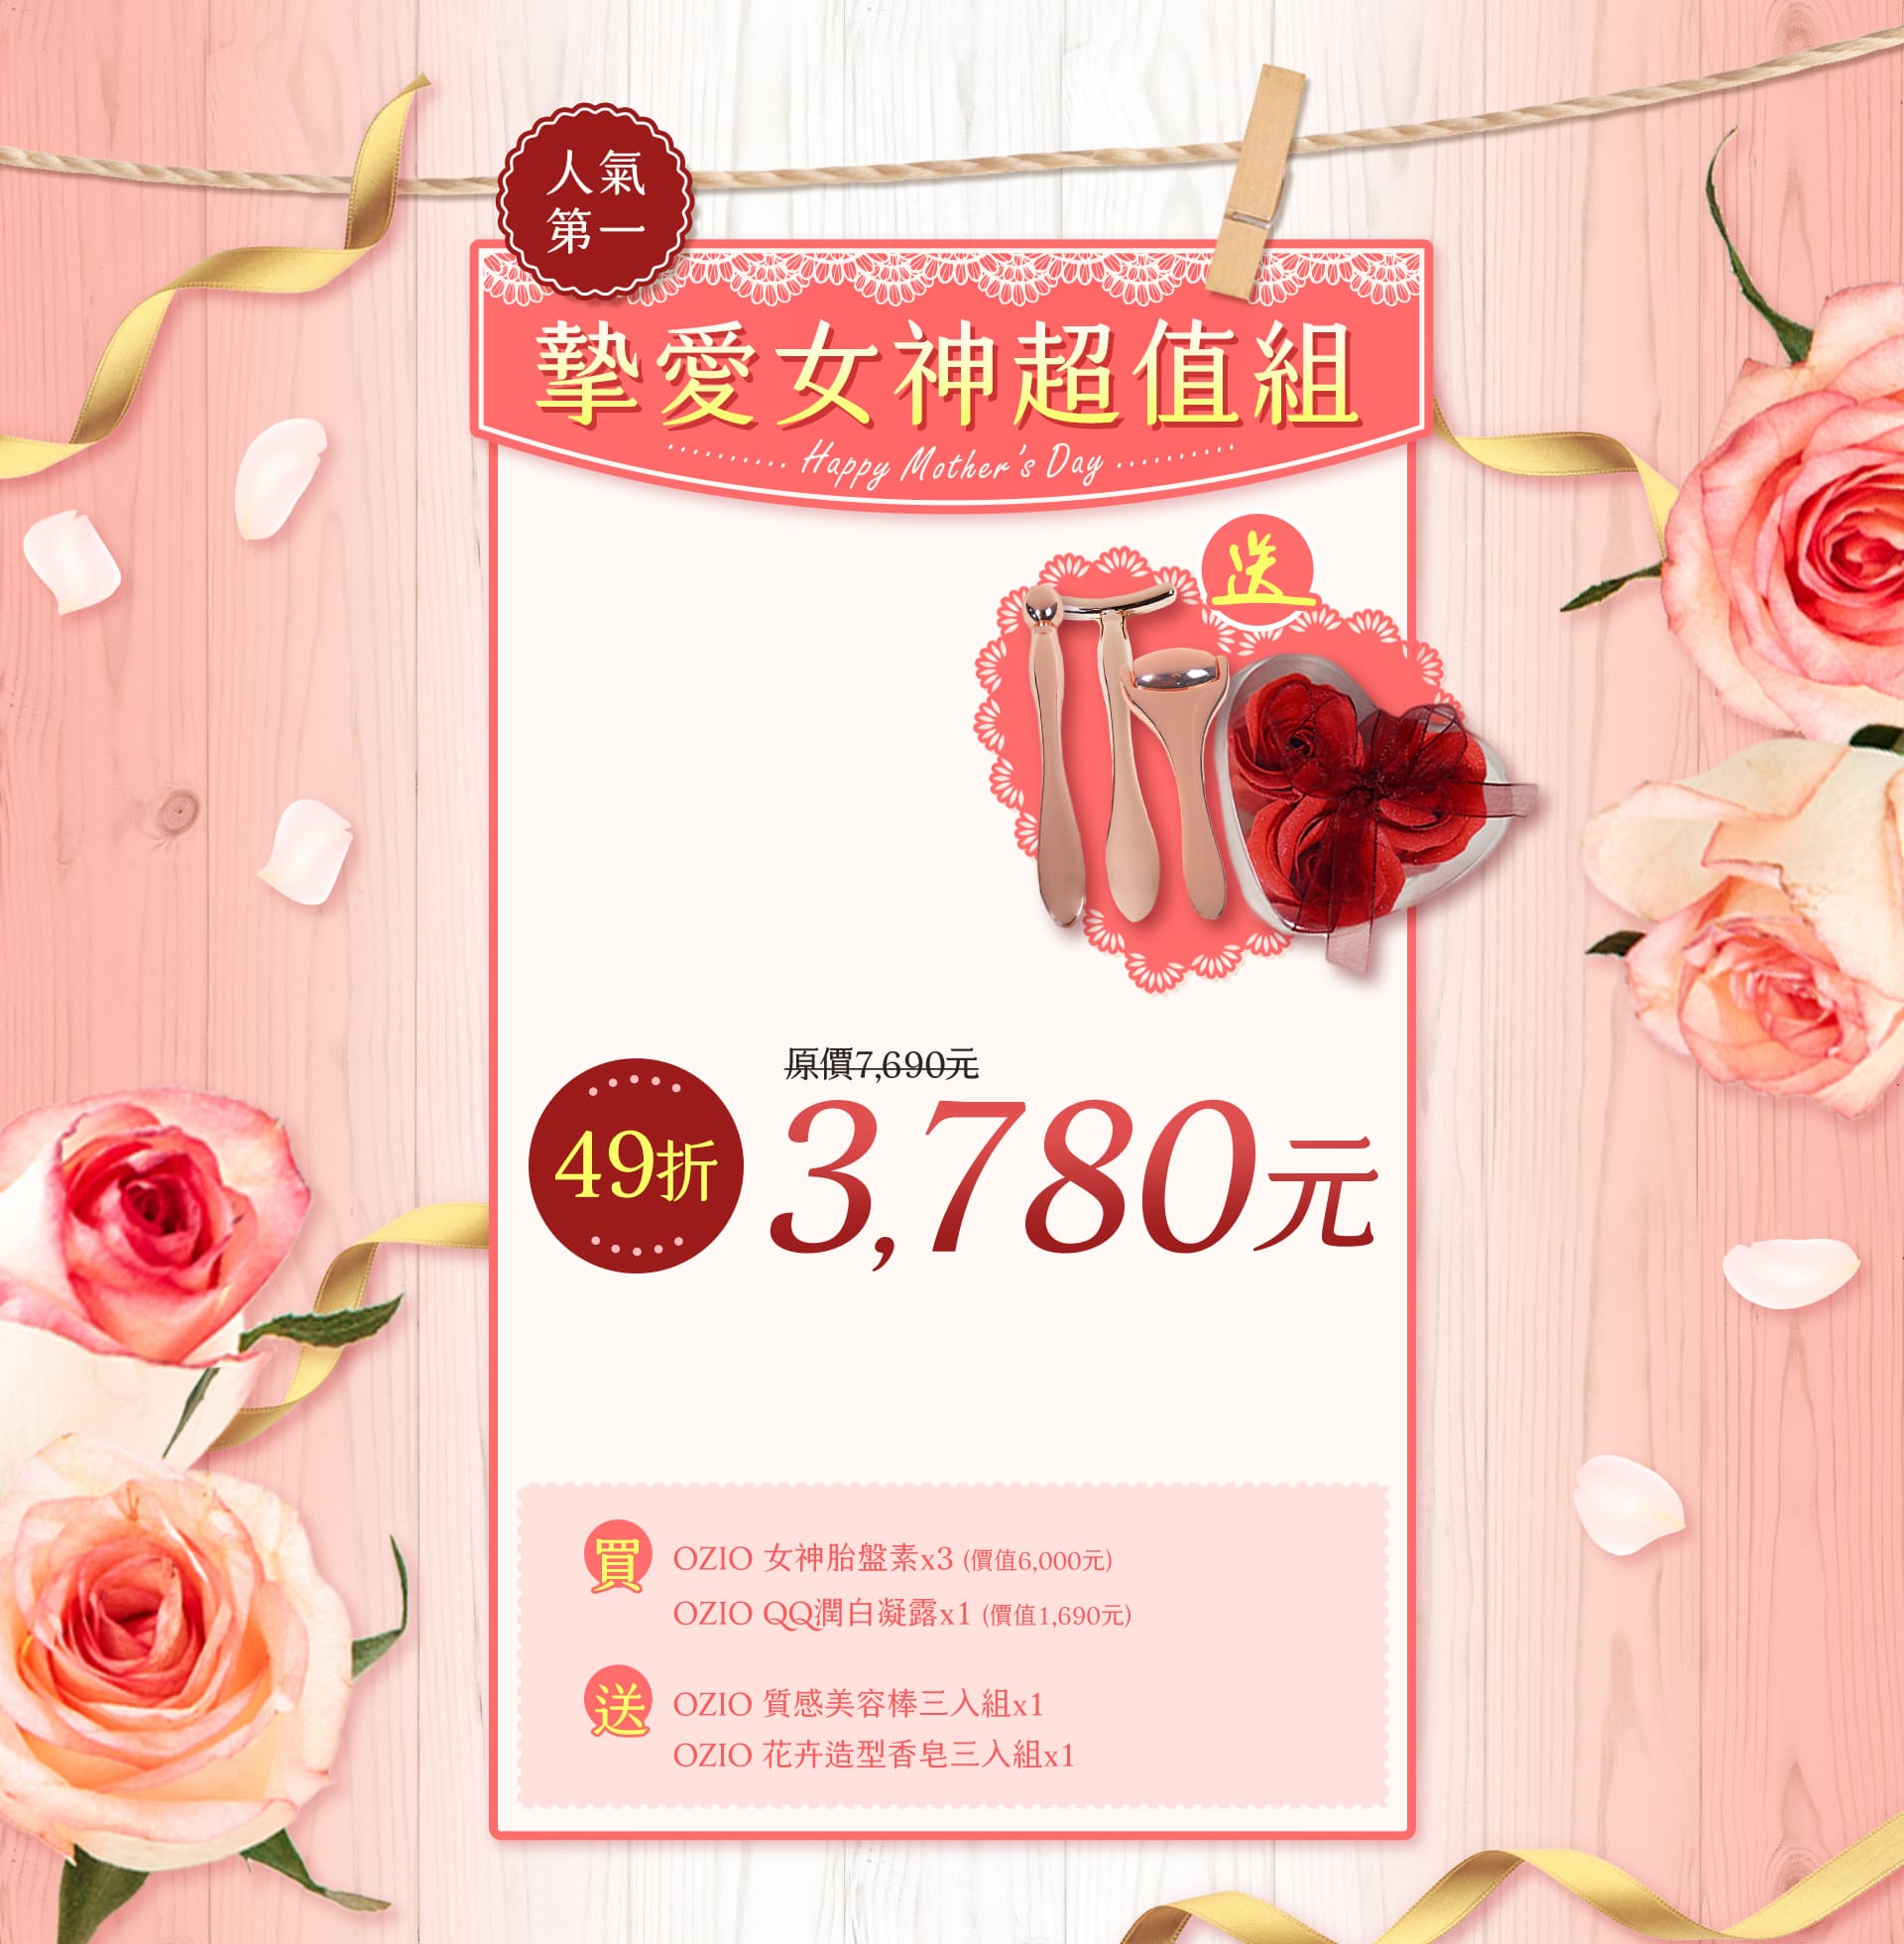 人氣
第一
摯愛女神超值組
Happy Mother's Day
送
原價7,690元
49折
3,780元
買
OZIO 女神胎盤素x3 (價值6,000元)
OZIO QQ潤白凝露x1 (價值1,690元)
送
OZIO 質感美容棒三入組x1
OZIO 花卉造型香皂三入組x1